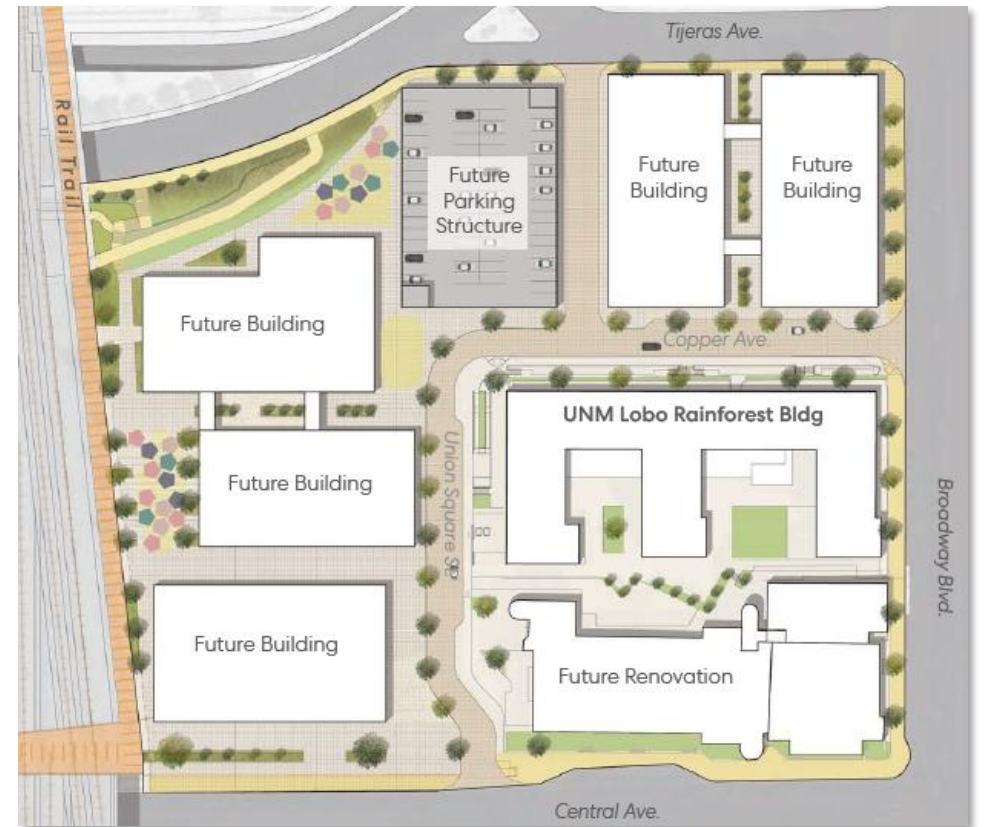 Tijeras Ave.
Rail Trail
Future
Parking
Structure
Future
Building
Future
Building
Future Building
Copper Ave.
UNM Lobo Rainforest Bldg
Future Building
Union Square St.
Broadway Blvd.
Future Building
Future Renovation
Central Ave.